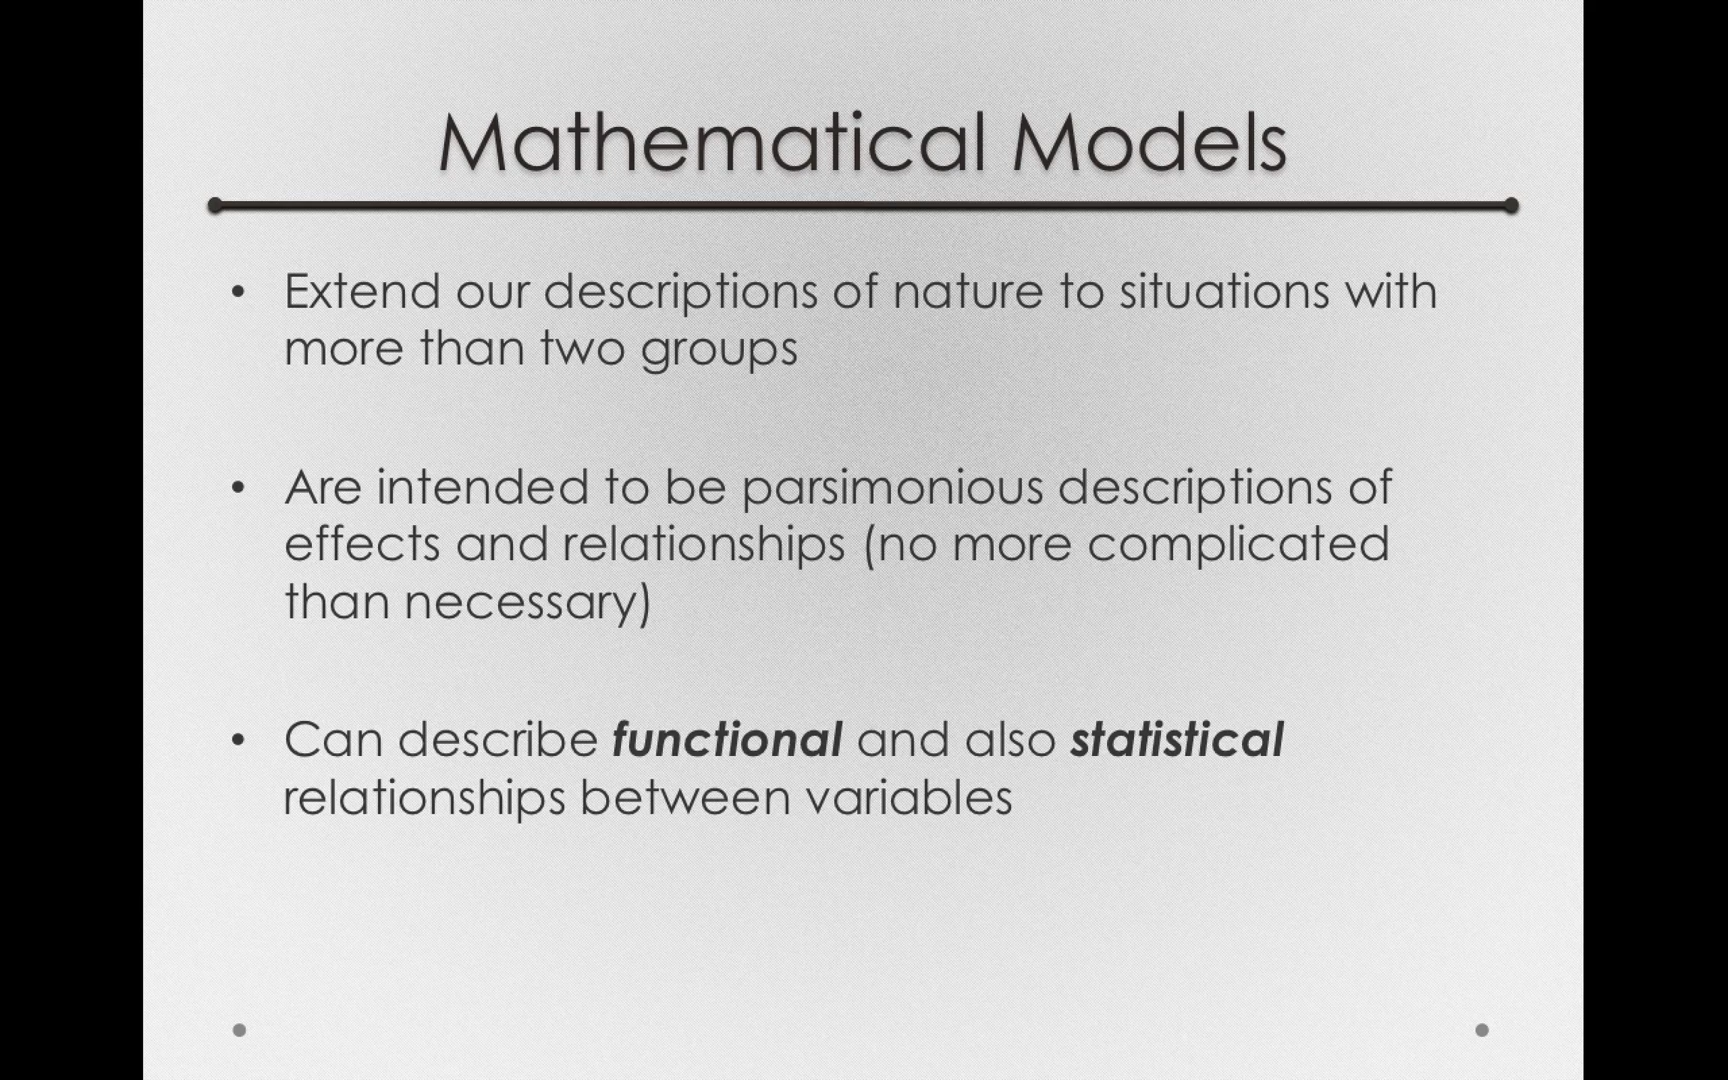 Mathematical Models
• Extend our descriptions of nature to situations with
more than two groups
• Are intended to be parsimonious descriptions of
effects and relationships (no more complicated
than necessary)
• Can describe functional and also statistical
relationships between variables